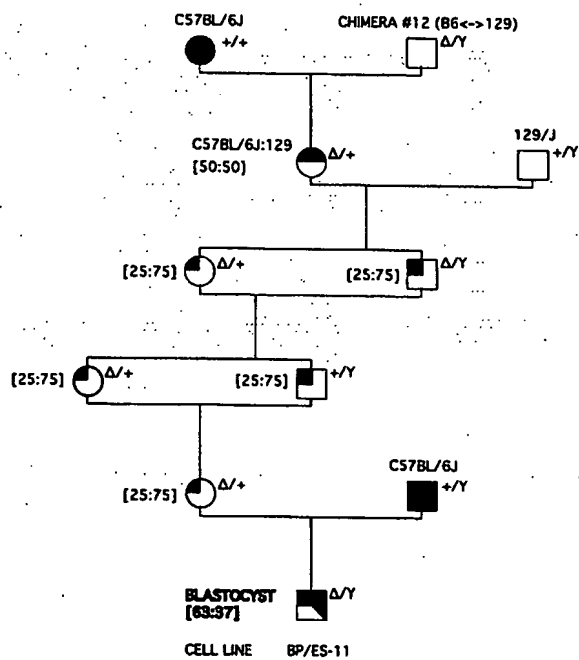 C57BL/6J
+/+
CHIMERA #12 (B6<->129)
Δ/Y
C57BL/6J:129
[50:50]
Δ/+
129/J
+/Y
[25:75]
Δ/+
[25:75]
Δ/Y
[25:75]
Δ/+
[25:75]
+/Y
[25:75]
Δ/+
C57BL/6J
+/Y
BLASTOCYST
[63:37]
Δ/Y
CELL LINE BP/ES-11